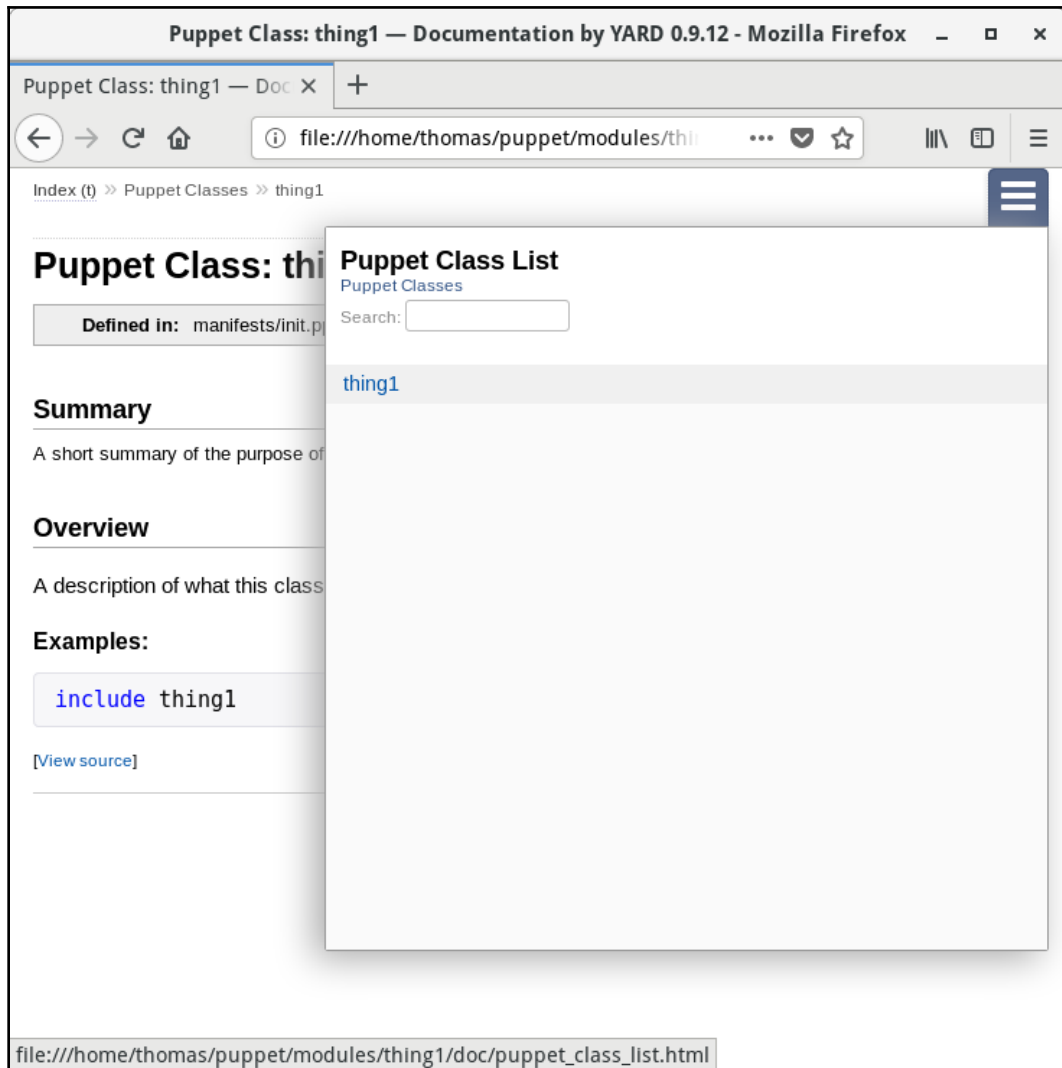 Puppet Class: thing1 — Documentation by YARD 0.9.12 - Mozilla Firefox
Puppet Class: thing1 — Doc
file:///home/thomas/puppet/modules/thi
Index (t) » Puppet Classes » thing1
Puppet Class: thi
Defined in: manifests/init.p
Summary
A short summary of the purpose of
Overview
A description of what this class
Examples:
include thing1
[View source]
Puppet Class List
Puppet Classes
Search:
thing1
file:///home/thomas/puppet/modules/thing1/doc/puppet_class_list.html